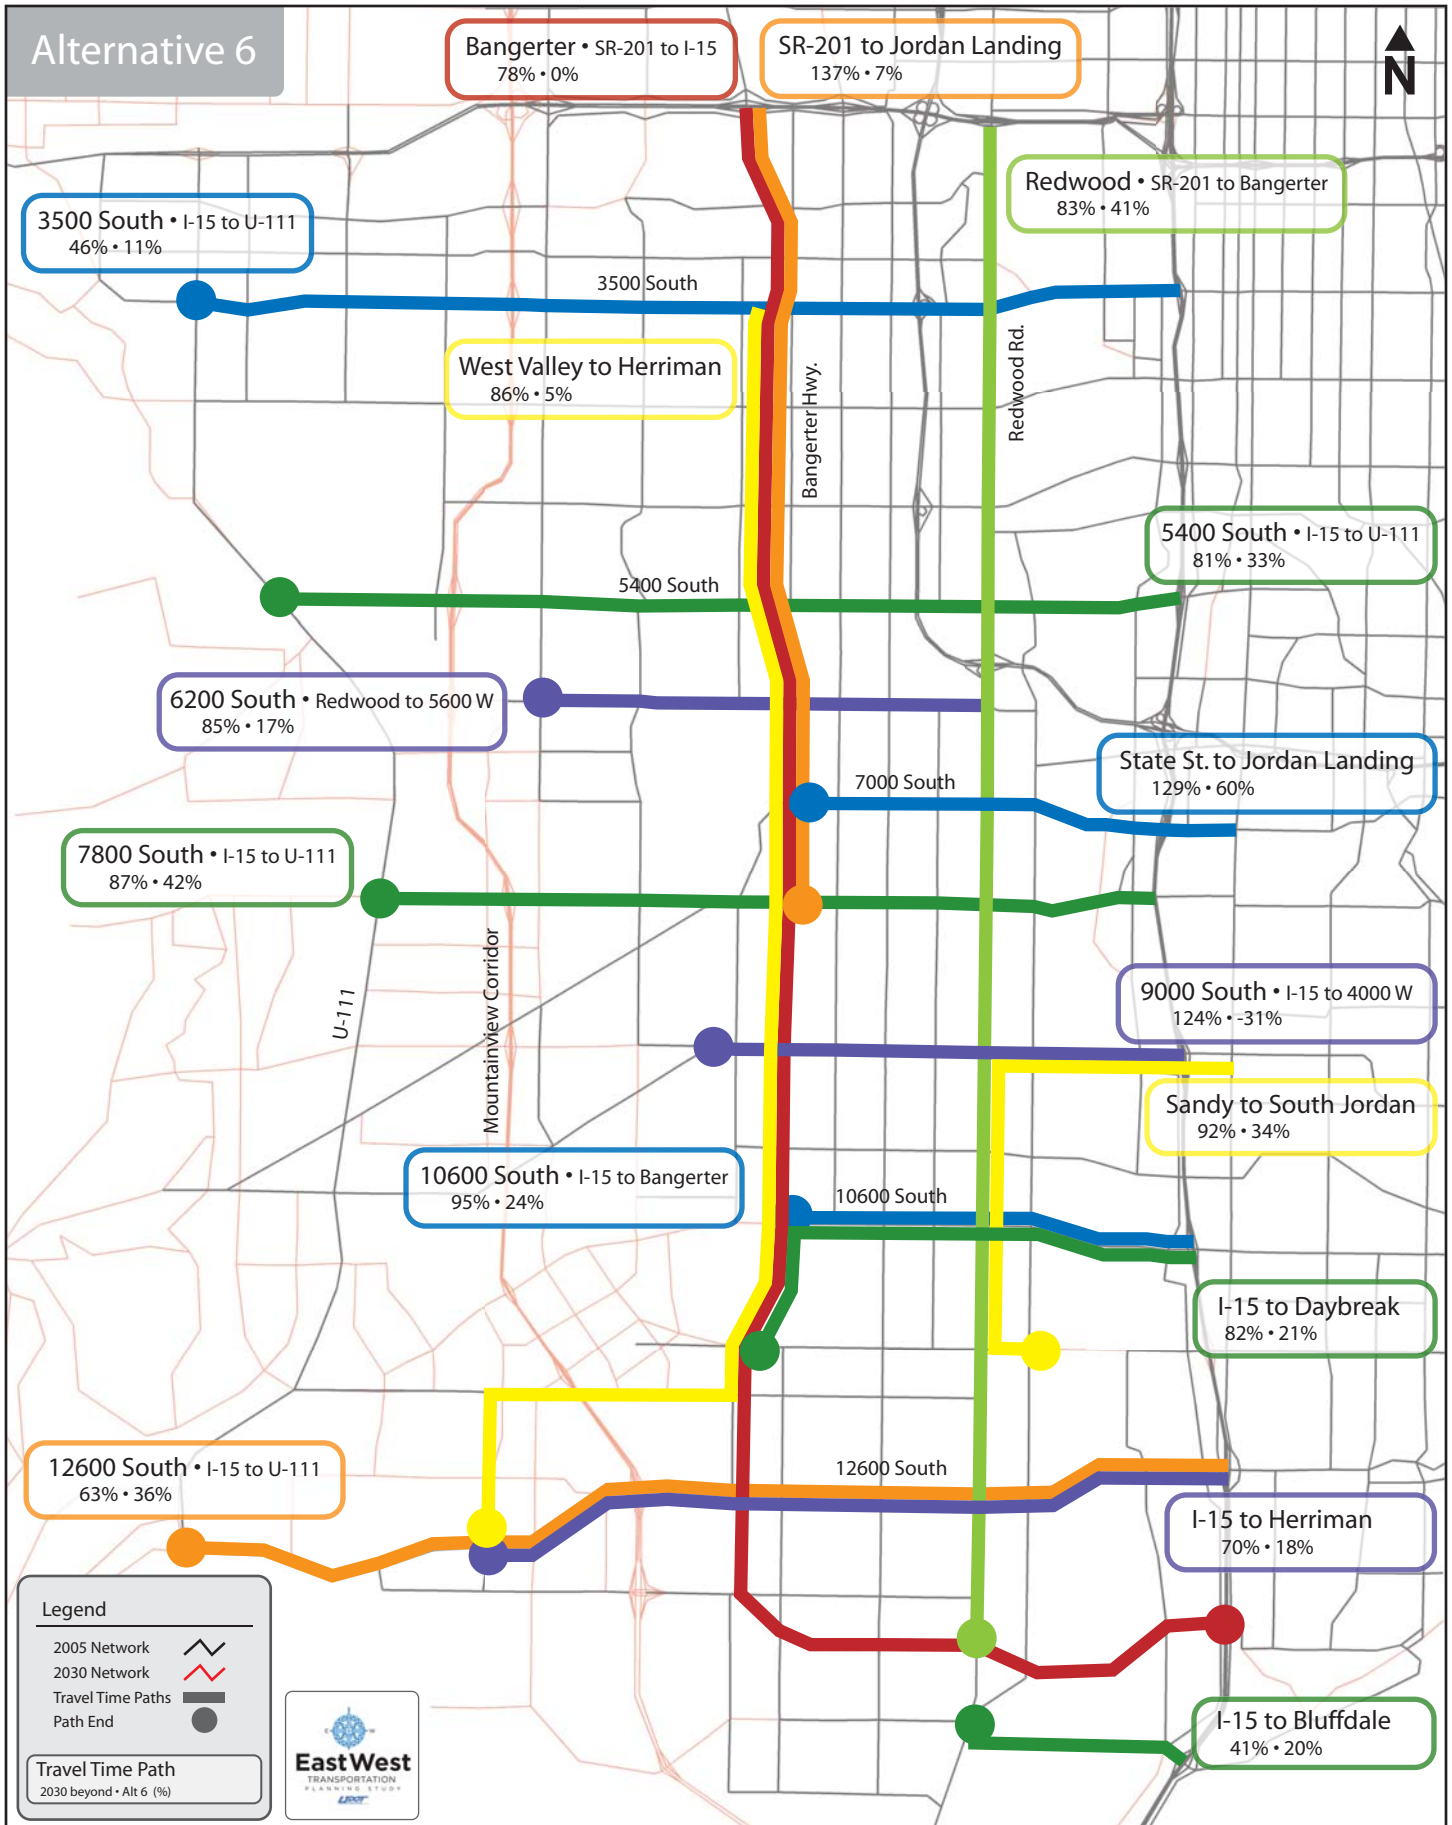 Alternative 6
Bangerter • SR-201 to I-15
78% • 0%
SR-201 to Jordan Landing
137% • 7%
N
Redwood • SR-201 to Bangerter
83% • 41%
3500 South • I-15 to U-111
46% • 11%
3500 South
West Valley to Herriman
86% • 5%
Bangerter Hwy.
Redwood Rd.
5400 South • I-15 to U-111
81% • 33%
5400 South
6200 South • Redwood to 5600 W
85% • 17%
State St. to Jordan Landing
129% • 60%
7000 South
7800 South • I-15 to U-111
87% • 42%
U-111
Mountainview Corridor
9000 South • I-15 to 4000 W
124% • -31%
Sandy to South Jordan
92% • 34%
10600 South • I-15 to Bangerter
95% • 24%
10600 South
I-15 to Daybreak
82% • 21%
12600 South • I-15 to U-111
63% • 36%
12600 South
I-15 to Herriman
70% • 18%
I-15 to Bluffdale
41% • 20%
Legend
2005 Network
2030 Network
Travel Time Paths
Path End
Travel Time Path
2030 beyond • Alt 6 (%)
EastWest
TRANSPORTATION
PLANNING STUDY
UDOT